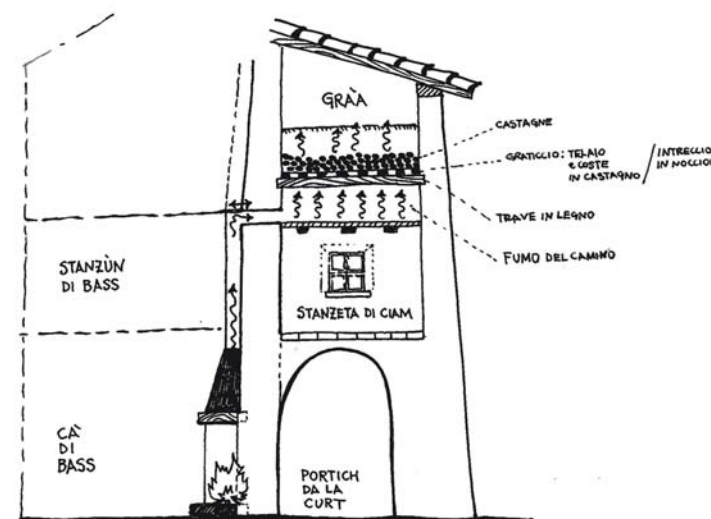 GRÀA
CASTAGNE
GRATICCIO: TELAIO
E COSTE
IN CASTAGNO / INTRECCIO
IN NOCCIOL
TRAVE IN LEGNO
FUMO DEL CAMINO
STANZÙN
DI BASS
STANZETA DI CIAM
CÀ
DI
BASS
PORTICH
DA LA
CURT